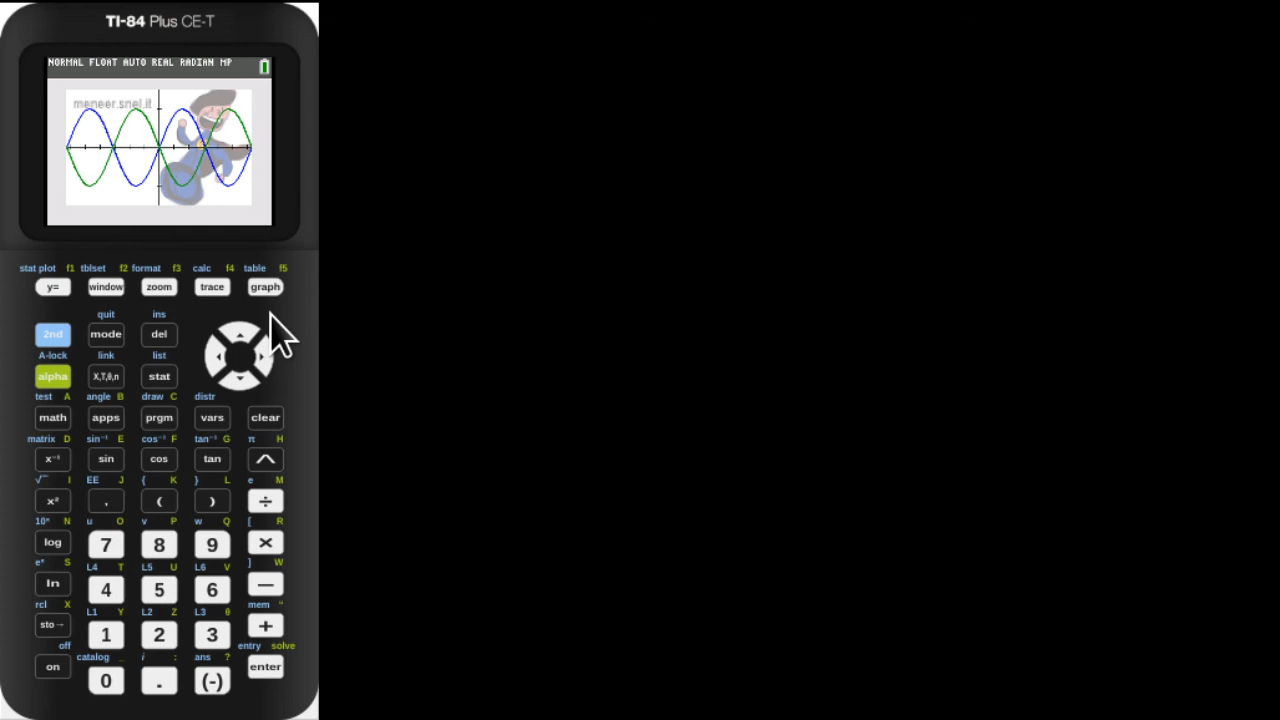 TI-84 Plus CE-T
NORMAL FLOAT AUTO REAL RADIAN MP
meneer.snel.it
stat plot f1 tblset f2 format f3 calc f4 table f5
y= window zoom trace graph
quit ins
2nd mode del
A-lock link list
alpha X,T,θ,n stat
test A angle B draw C distr
math apps prgm vars clear
matrix D sin⁻¹ E cos⁻¹ F tan⁻¹ G π H
x⁻¹ sin cos tan ^
√‾ I EE J { K } L e M
x² , ( ) ÷
10ˣ N u O v P w Q [ R
log 7 8 9 ×
eˣ S L4 T L5 U L6 V ] W
ln 4 5 6 —
rcl X L1 Y L2 Z L3 θ mem "
sto→ 1 2 3 +
off catalog _ i : ans ? entry solve
on 0 . (-) enter